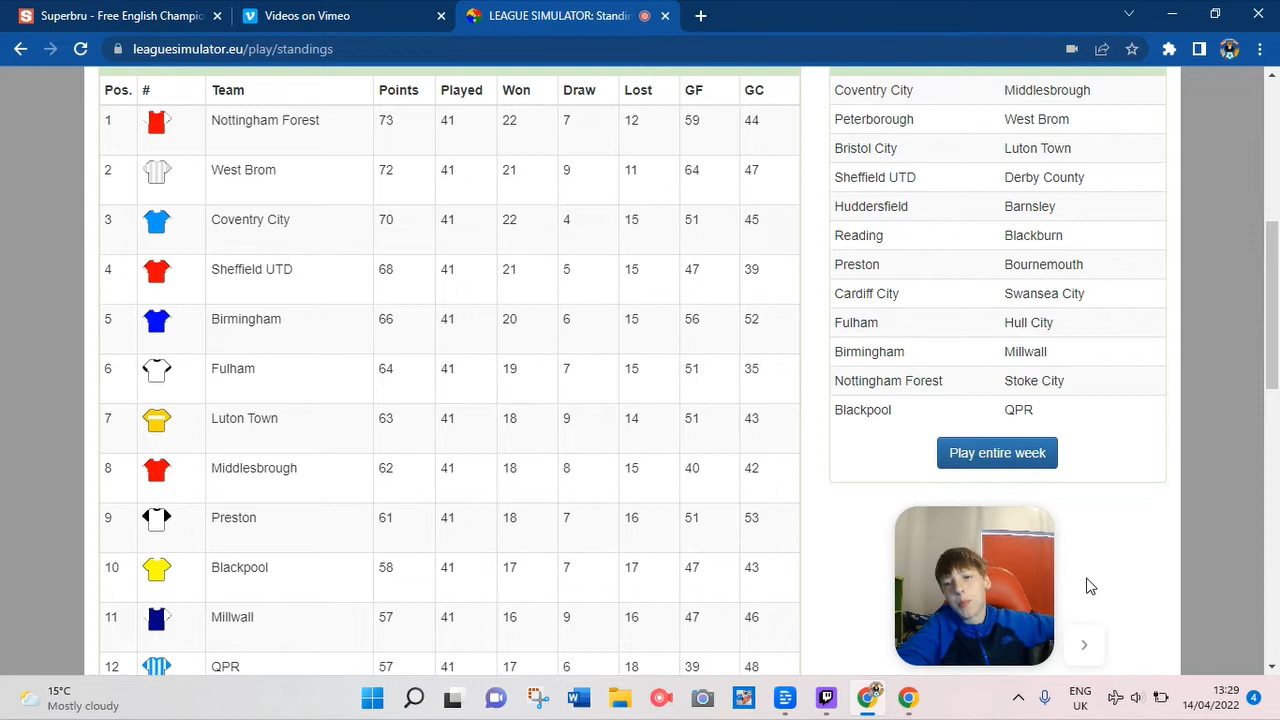 Superbru - Free English Champio
Videos on Vimeo
LEAGUE SIMULATOR: Standi
leaguesimulator.eu/play/standings
Pos. # Team Points Played Won Draw Lost GF GC
1 Nottingham Forest 73 41 22 7 12 59 44
2 West Brom 72 41 21 9 11 64 47
3 Coventry City 70 41 22 4 15 51 45
4 Sheffield UTD 68 41 21 5 15 47 39
5 Birmingham 66 41 20 6 15 56 52
6 Fulham 64 41 19 7 15 51 35
7 Luton Town 63 41 18 9 14 51 43
8 Middlesbrough 62 41 18 8 15 40 42
9 Preston 61 41 18 7 16 51 53
10 Blackpool 58 41 17 7 17 47 43
11 Millwall 57 41 16 9 16 47 46
12 QPR 57 41 17 6 18 39 48
Coventry City Middlesbrough
Peterborough West Brom
Bristol City Luton Town
Sheffield UTD Derby County
Huddersfield Barnsley
Reading Blackburn
Preston Bournemouth
Cardiff City Swansea City
Fulham Hull City
Birmingham Millwall
Nottingham Forest Stoke City
Blackpool QPR
Play entire week
15°C
Mostly cloudy
ENG
UK
13:29
14/04/2022
4